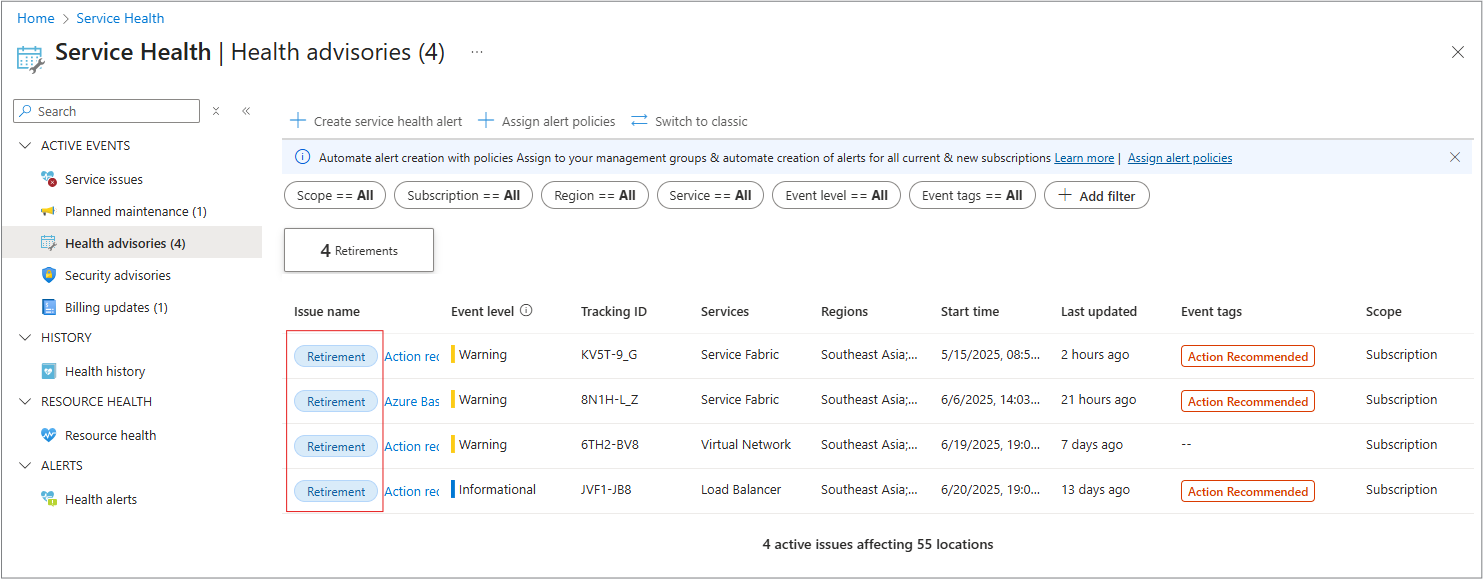 Home > Service Health
Service Health | Health advisories (4) ...
Search
Create service health alert Assign alert policies Switch to classic
ACTIVE EVENTS
Service issues
Planned maintenance (1)
Health advisories (4)
Security advisories
Billing updates (1)
HISTORY
Health history
RESOURCE HEALTH
Resource health
ALERTS
Health alerts
Automate alert creation with policies Assign to your management groups & automate creation of alerts for all current & new subscriptions Learn more | Assign alert policies
Scope == All Subscription == All Region == All Service == All Event level == All Event tags == All Add filter
4 Retirements
Issue name Event level Tracking ID Services Regions Start time Last updated Event tags Scope
Retirement Action rec Warning KV5T-9_G Service Fabric Southeast Asia;... 5/15/2025, 08:5... 2 hours ago Action Recommended Subscription
Retirement Azure Bas Warning 8N1H-L_Z Service Fabric Southeast Asia;... 6/6/2025, 14:03... 21 hours ago Action Recommended Subscription
Retirement Action rec Warning 6TH2-BV8 Virtual Network Southeast Asia;... 6/19/2025, 19:0... 7 days ago -- Subscription
Retirement Action rec Informational JVF1-JB8 Load Balancer Southeast Asia;... 6/20/2025, 19:0... 13 days ago Action Recommended Subscription
4 active issues affecting 55 locations